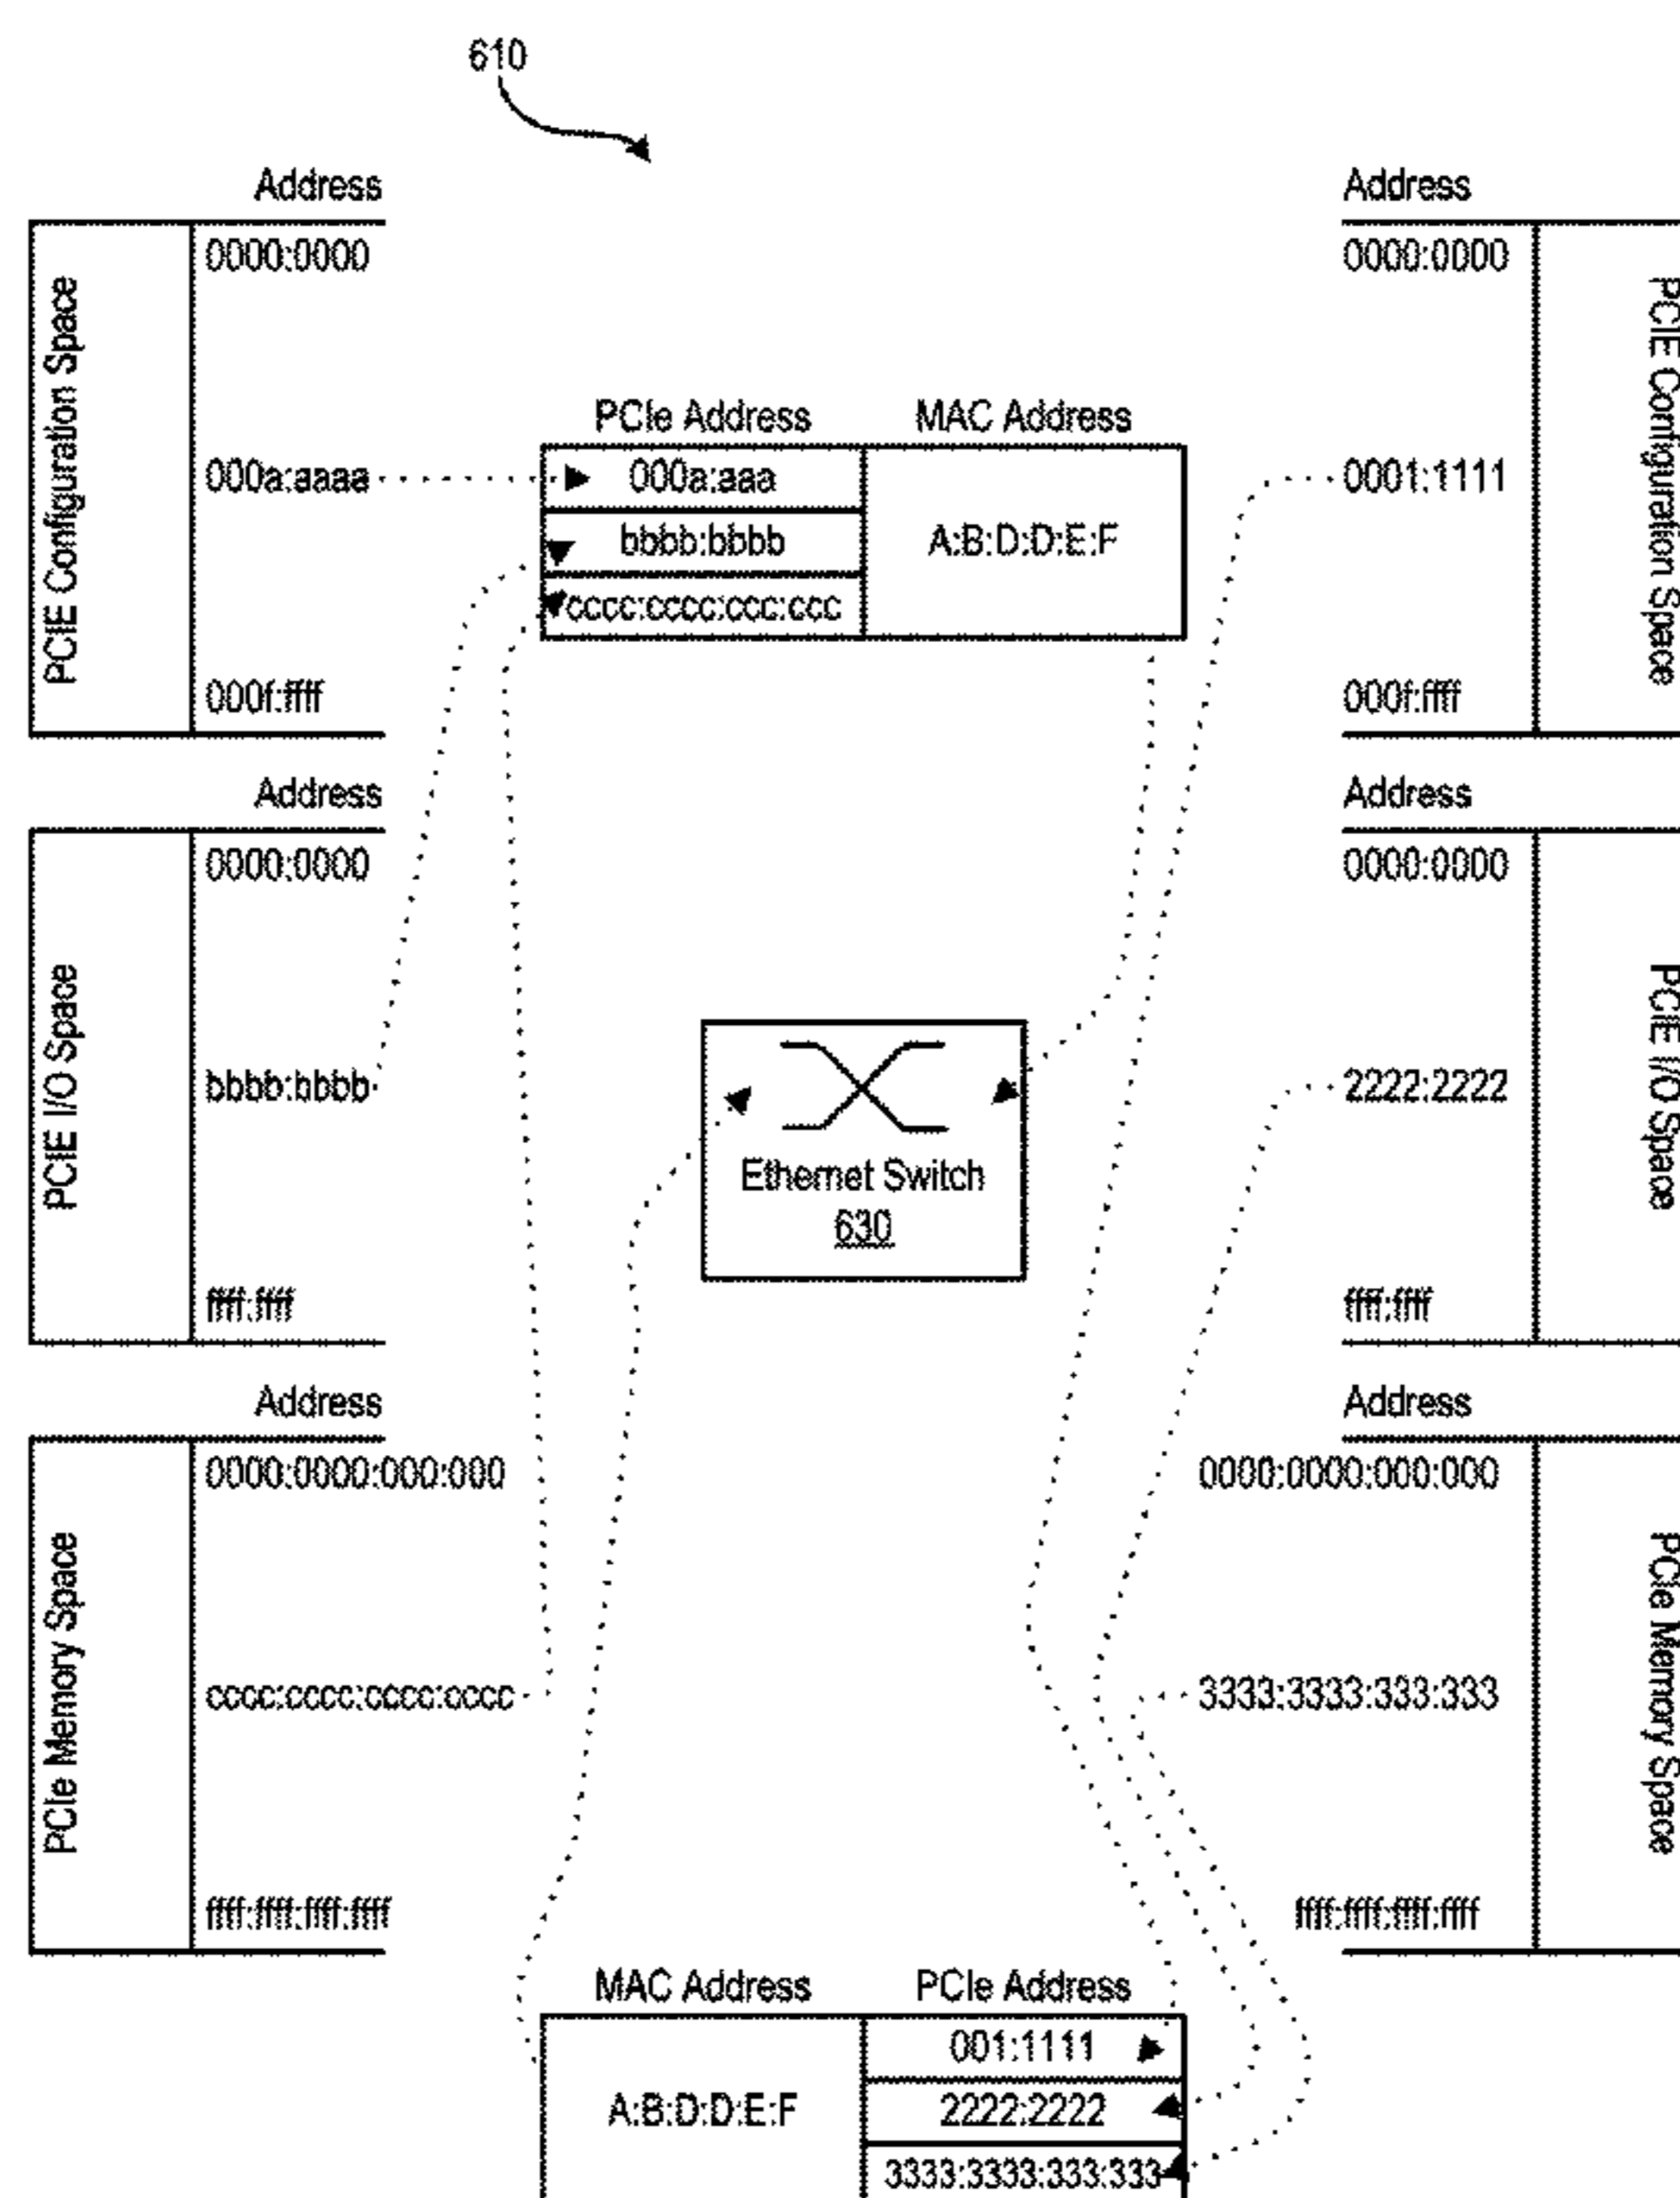 610
Address
0000:0000
PCIE Configuration Space
000a:aaaa
000f:ffff
Address
0000:0000
PCIE I/O Space
bbbb:bbbb
ffff:ffff
Address
0000:0000:000:000
PCIe Memory Space
cccc:cccc:cccc:cccc
ffff:ffff:ffff:ffff
PCIe Address MAC Address
000a:aaa
bbbb:bbbb
A:B:D:D:E:F
cccc:cccc:ccc:ccc
Ethernet Switch
630
MAC Address PCIe Address
001:1111
A:B:D:D:E:F
2222:2222
3333:3333:333:333
Address
0000:0000
PCIE Configuration Space
0001:1111
000f:ffff
Address
0000:0000
PCIE I/O Space
2222:2222
ffff:ffff
Address
0000:0000:000:000
PCIe Memory Space
3333:3333:333:333
ffff:ffff:ffff:ffff